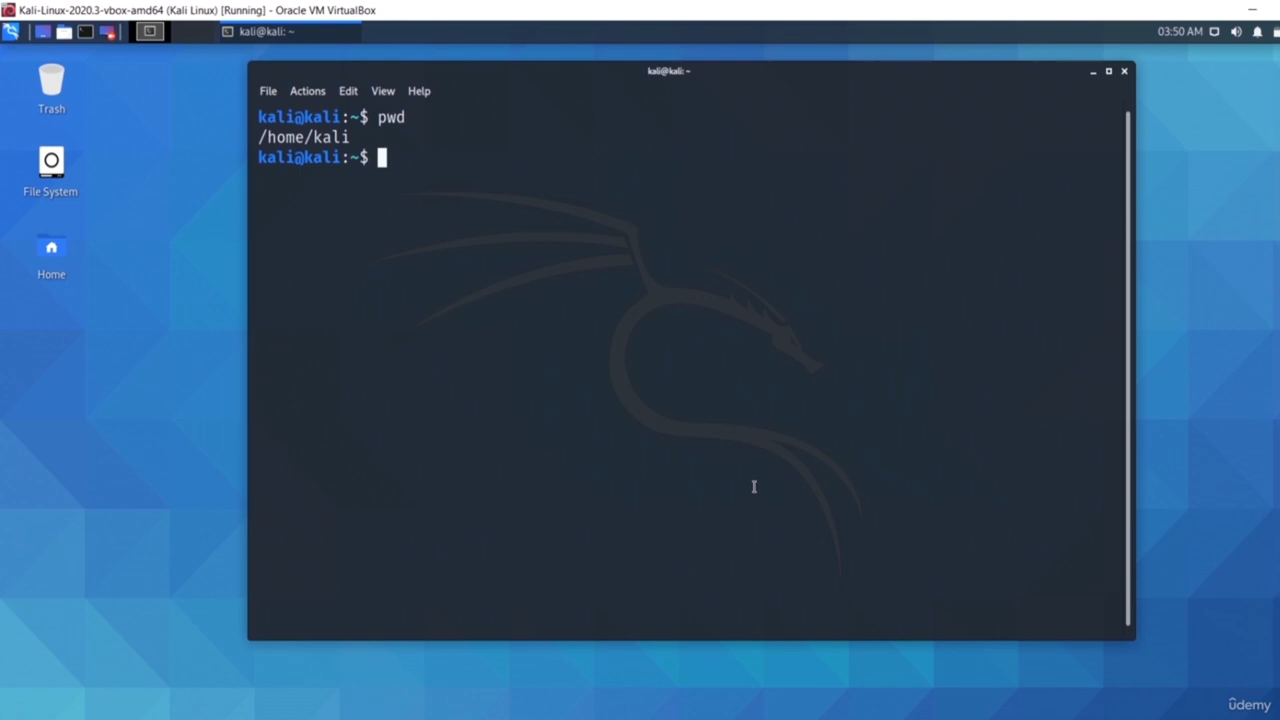 Kali-Linux-2020.3-vbox-amd64 (Kali Linux) [Running] - Oracle VM VirtualBox
kali@kali: ~
03:50 AM
Trash
File System
Home
kali@kali: ~
File Actions Edit View Help
kali@kali:~$ pwd
/home/kali
kali@kali:~$
ûdemy